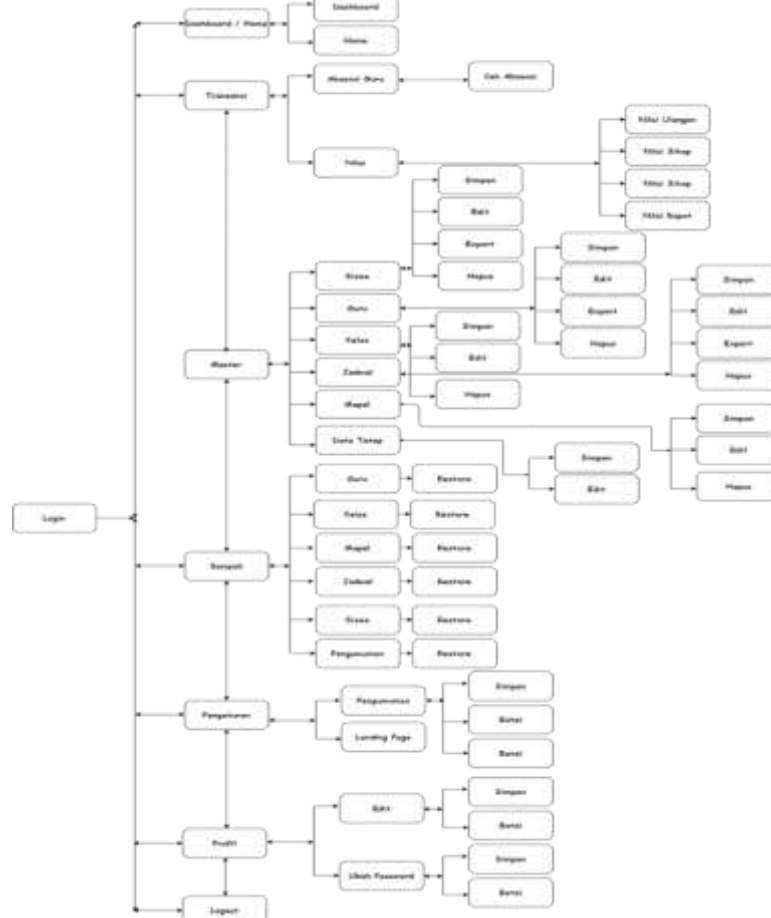 Dashboard
Dashboard / Home
Home
Transaksi
Absensi Guru
Cek Absensi
Nilai
Nilai Ulangan
Nilai Sikap
Nilai Sikap
Nilai Raport
Master
Siswa
Simpan
Edit
Export
Hapus
Guru
Simpan
Edit
Export
Hapus
Kelas
Simpan
Edit
Hapus
Jadwal
Simpan
Edit
Export
Hapus
Mapel
Simpan
Edit
Hapus
Data Tatap
Simpan
Edit
Login
Sampah
Guru
Restore
Kelas
Restore
Mapel
Restore
Jadwal
Restore
Siswa
Restore
Pengumuman
Restore
Pengaturan
Pengumuman
Simpan
Batal
Batal
Landing Page
Profil
Edit
Simpan
Batal
Ubah Password
Simpan
Batal
Logout